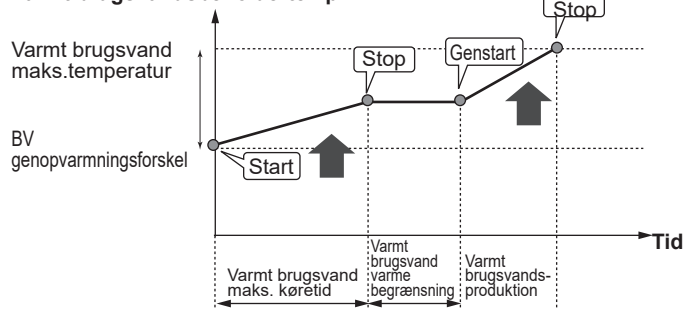 Stop
Varmt brugsvand
maks.temperatur
Stop
Genstart
BV
genopvarmningsforskel
Start
Tid
Varmt brugsvand
maks. køretid
Varmt
brugsvand
varme
begrænsning
Varmt
brugsvands-
produktion